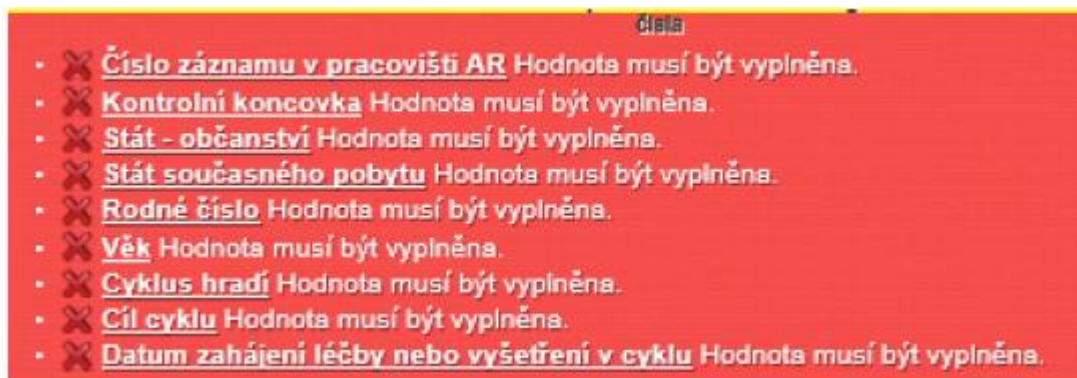 čísla
Číslo záznamu v pracovišti AR Hodnota musí být vyplněna.
Kontrolní koncovka Hodnota musí být vyplněna.
Stát - občanství Hodnota musí být vyplněna.
Stát současného pobytu Hodnota musí být vyplněna.
Rodné číslo Hodnota musí být vyplněna.
Věk Hodnota musí být vyplněna.
Cyklus hradí Hodnota musí být vyplněna.
Cíl cyklu Hodnota musí být vyplněna.
Datum zahájení léčby nebo vyšetření v cyklu Hodnota musí být vyplněna.